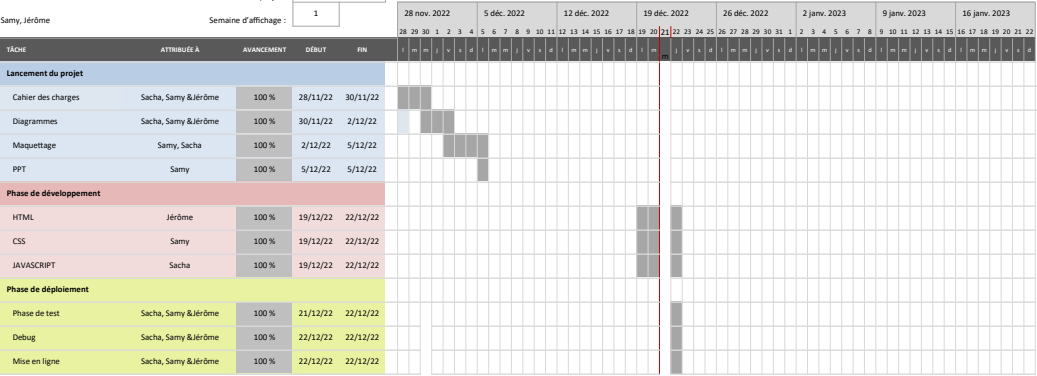 Samy, Jérôme Semaine d'affichage : 1
28 nov. 2022 5 déc. 2022 12 déc. 2022 19 déc. 2022 26 déc. 2022 2 janv. 2023 9 janv. 2023 16 janv. 2023
28 29 30 1 2 3 4 5 6 7 8 9 10 11 12 13 14 15 16 17 18 19 20 21 22 23 24 25 26 27 28 29 30 31 1 2 3 4 5 6 7 8 9 10 11 12 13 14 15 16 17 18 19 20 21 22
TÂCHE ATTRIBUÉE À AVANCEMENT DÉBUT FIN l m m j v s d l m m j v s d l m m j v s d l m m j v s d l m m j v s d l m m j v s d l m m j v s d l m m j v s d
Lancement du projet
Cahier des charges Sacha, Samy &Jérôme 100 % 28/11/22 30/11/22
Diagrammes Sacha, Samy &Jérôme 100 % 30/11/22 2/12/22
Maquettage Samy, Sacha 100 % 2/12/22 5/12/22
PPT Samy 100 % 5/12/22 5/12/22
Phase de développement
HTML Jérôme 100 % 19/12/22 22/12/22
CSS Samy 100 % 19/12/22 22/12/22
JAVASCRIPT Sacha 100 % 19/12/22 22/12/22
Phase de déploiement
Phase de test Sacha, Samy &Jérôme 100 % 21/12/22 22/12/22
Debug Sacha, Samy &Jérôme 100 % 22/12/22 22/12/22
Mise en ligne Sacha, Samy &Jérôme 100 % 22/12/22 22/12/22